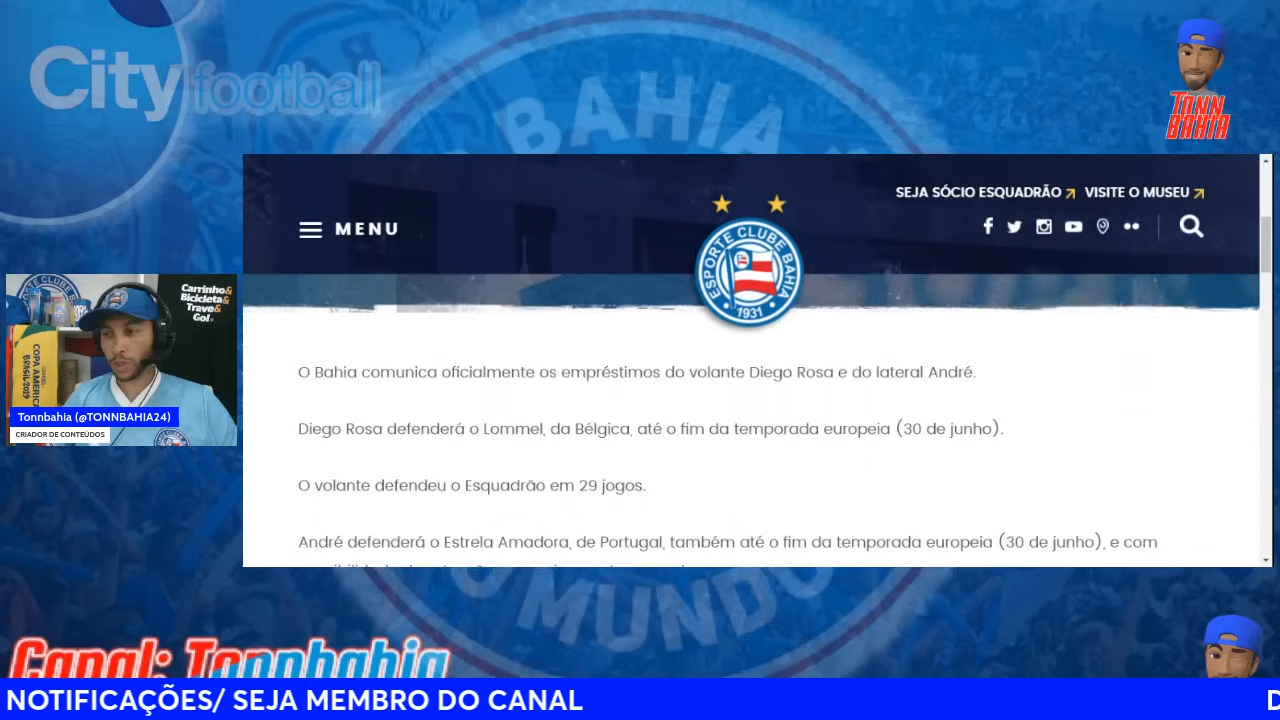 City football
BAHIA
TONN
BAHIA
SEJA SÓCIO ESQUADRÃO VISITE O MUSEU
MENU
ESPORTE CLUBE BAHIA
1931
Carrinho&
Bicicleta&
Trave&
Gol.
COPA AMERICA
BRASIL 2019
Tonnbahia (@TONNBAHIA24)
CRIADOR DE CONTEÚDOS
O Bahia comunica oficialmente os empréstimos do volante Diego Rosa e do lateral André.
Diego Rosa defenderá o Lommel, da Bélgica, até o fim da temporada europeia (30 de junho).
O volante defendeu o Esquadrão em 29 jogos.
André defenderá o Estrela Amadora, de Portugal, também até o fim da temporada europeia (30 de junho), e com
O MUNDO
Canal: Tonnbahia
NOTIFICAÇÕES/ SEJA MEMBRO DO CANAL